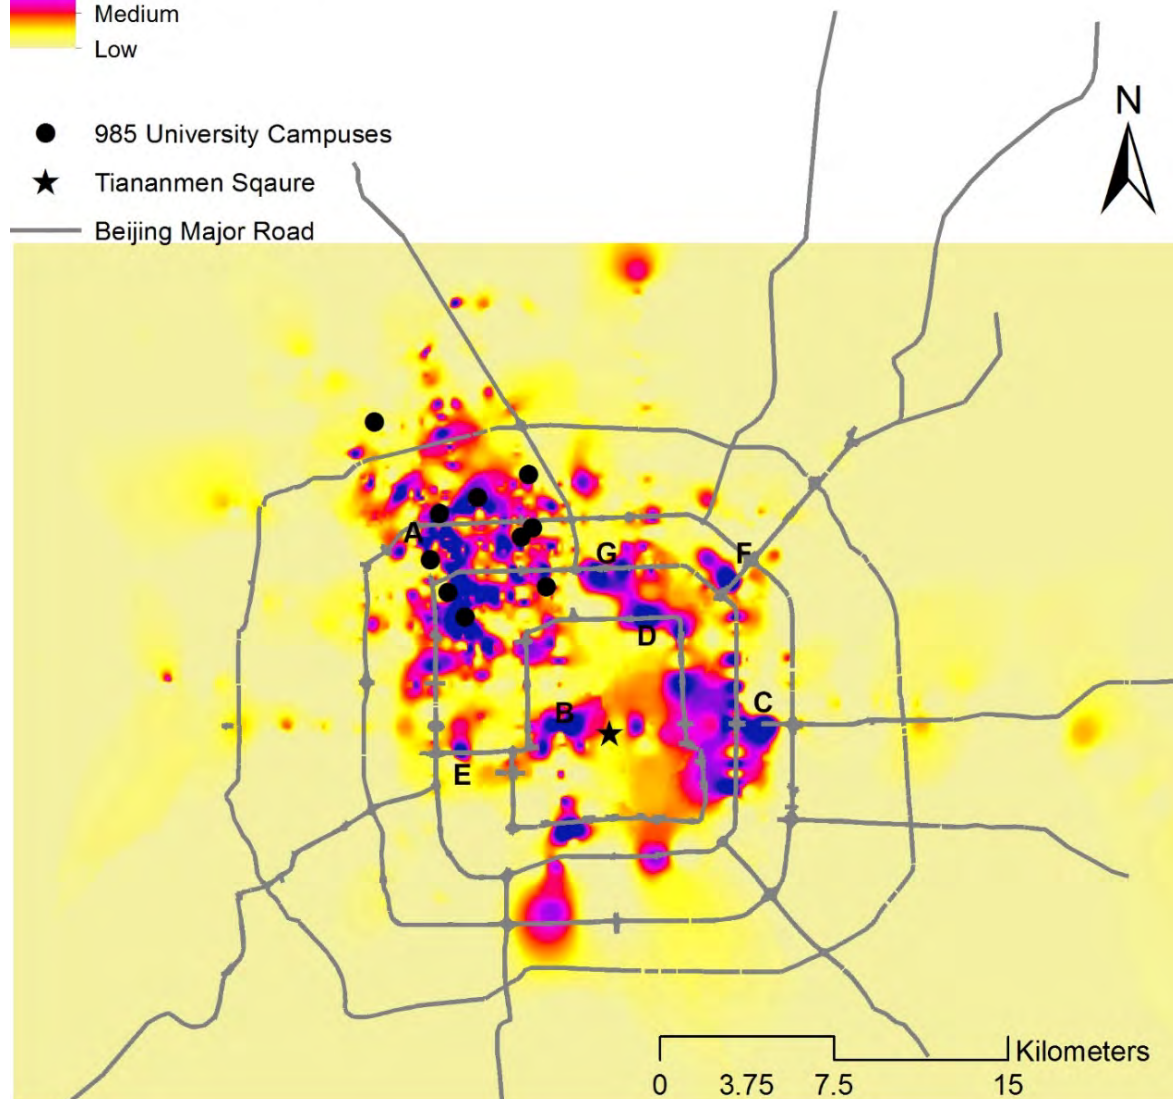 Medium
Low
985 University Campuses
Tiananmen Sqaure
Beijing Major Road
N
A
G
F
D
B
C
E
Kilometers
0 3.75 7.5 15